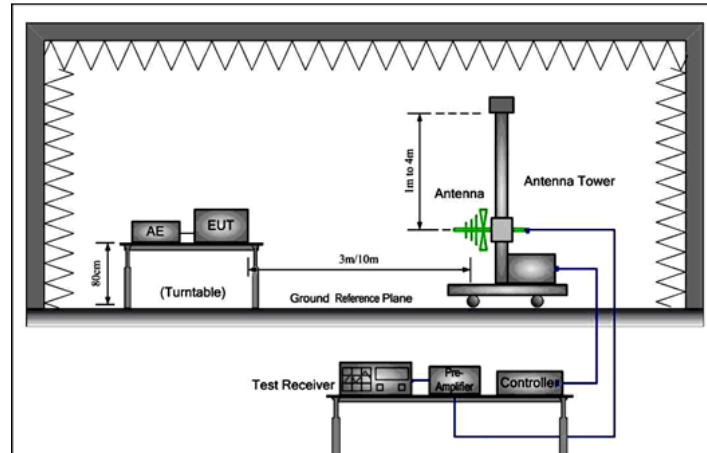 1m to 4m
Antenna
Antenna Tower
AE
EUT
3m/10m
80cm
(Turntable)
Ground Reference Plane
Test Receiver
Pre-
Amplifier
Controller